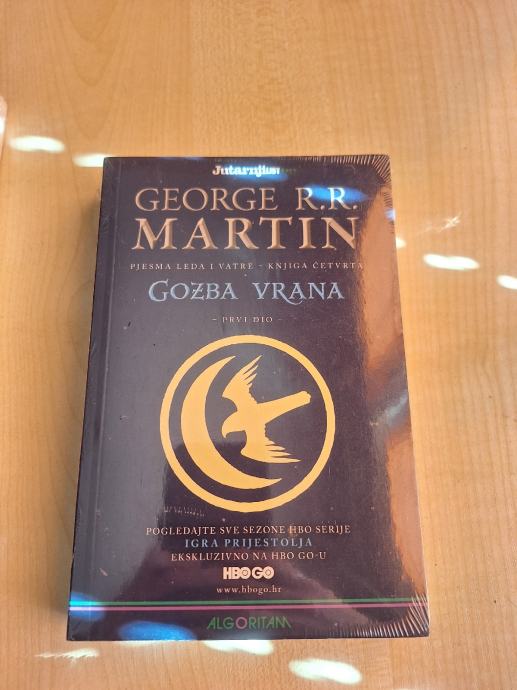 Jutarnji LIST
GEORGE R.R.
MARTIN
PJESMA LEDA I VATRE - KNJIGA ČETVRTA
GOZBA VRANA
- PRVI DIO -
POGLEDAJTE SVE SEZONE HBO SERIJE
IGRA PRIJESTOLJA
EKSKLUZIVNO NA HBO GO-U
HBO GO
www.hbogo.hr
ALGORITAM